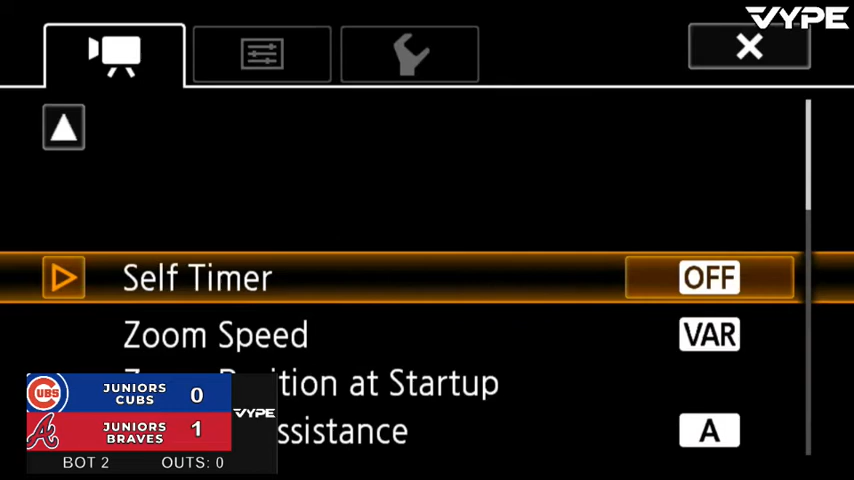 VYPE
Self Timer OFF
Zoom Speed VAR
ition at Startup
ssistance A
CUBS
JUNIORS
CUBS 0
VYPE
A JUNIORS
BRAVES 1
BOT 2 OUTS: 0